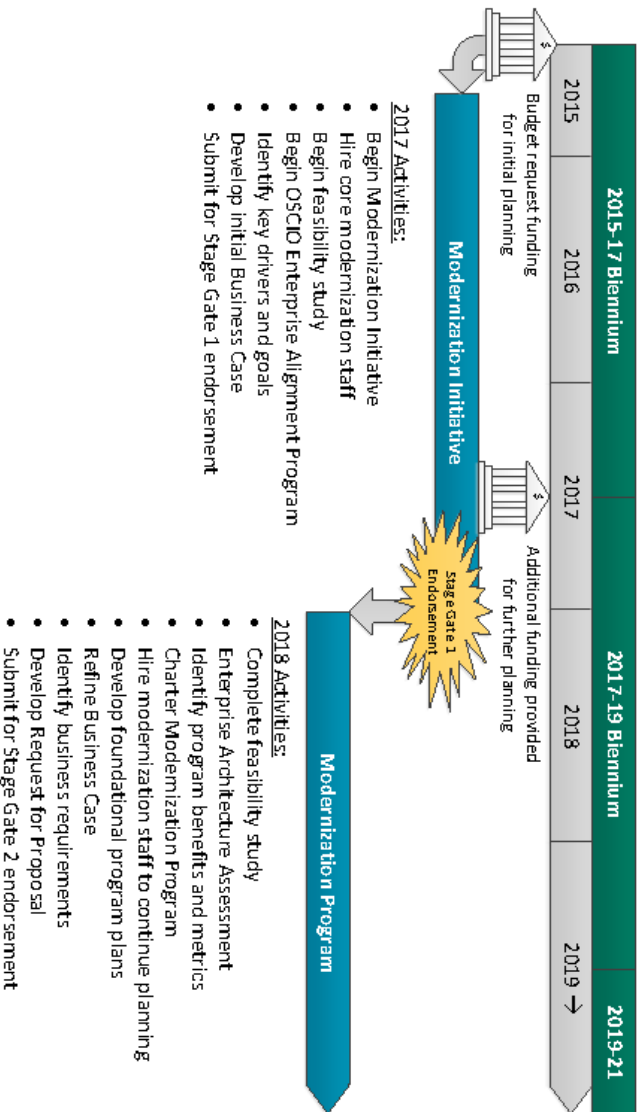 2015-17 Biennium
2017-19 Biennium
2019-21
2015
2016
2017
2018
2019 →
$
Budget request funding
for initial planning
$
Additional funding provided
for further planning
Modernization Initiative
Stage Gate 1
Endorsement
Modernization Program
2017 Activities:
• Begin Modernization Initiative
• Hire core modernization staff
• Begin feasibility study
• Begin OSCIO Enterprise Alignment Program
• Identify key drivers and goals
• Develop initial Business Case
• Submit for Stage Gate 1 endorsement
2018 Activities:
• Complete feasibility study
• Enterprise Architecture Assessment
• Identify program benefits and metrics
• Charter Modernization Program
• Hire modernization staff to continue planning
• Develop foundational program plans
• Refine Business Case
• Identify business requirements
• Develop Request for Proposal
• Submit for Stage Gate 2 endorsement